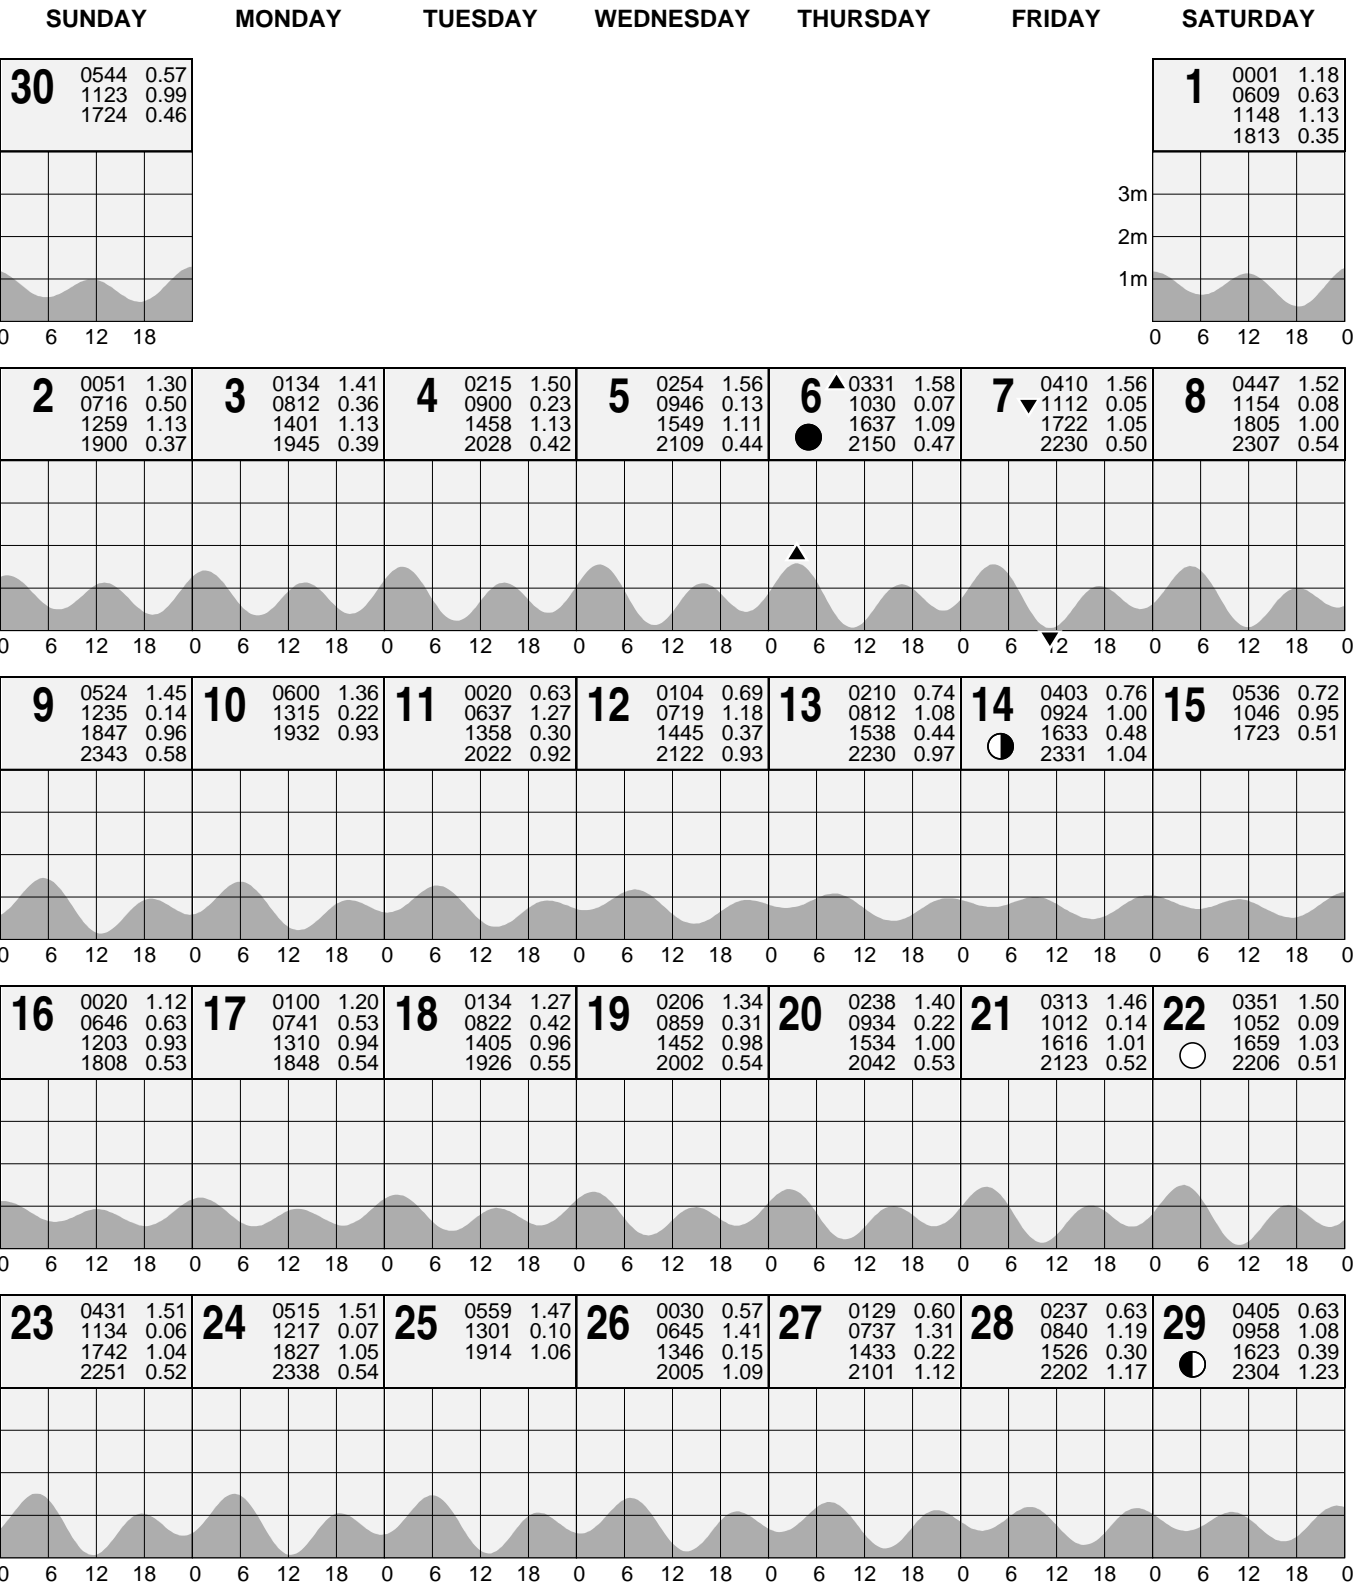 SUNDAY MONDAY TUESDAY WEDNESDAY THURSDAY FRIDAY SATURDAY
30 0544 0.57
1123 0.99
1724 0.46
1 0001 1.18
0609 0.63
1148 1.13
1813 0.35
3m
2m
1m
0 6 12 18
0 6 12 18 0
2 0051 1.30
0716 0.50
1259 1.13
1900 0.37
3 0134 1.41
0812 0.36
1401 1.13
1945 0.39
4 0215 1.50
0900 0.23
1458 1.13
2028 0.42
5 0254 1.56
0946 0.13
1549 1.11
2109 0.44
6 0331 1.58
1030 0.07
1637 1.09
2150 0.47
7 0410 1.56
1112 0.05
1722 1.05
2230 0.50
8 0447 1.52
1154 0.08
1805 1.00
2307 0.54
0 6 12 18 0 6 12 18 0 6 12 18 0 6 12 18 0 6 12 18 0 6 12 18 0 6 12 18 0
9 0524 1.45
1235 0.14
1847 0.96
2343 0.58
10 0600 1.36
1315 0.22
1932 0.93
11 0020 0.63
0637 1.27
1358 0.30
2022 0.92
12 0104 0.69
0719 1.18
1445 0.37
2122 0.93
13 0210 0.74
0812 1.08
1538 0.44
2230 0.97
14 0403 0.76
0924 1.00
1633 0.48
2331 1.04
15 0536 0.72
1046 0.95
1723 0.51
0 6 12 18 0 6 12 18 0 6 12 18 0 6 12 18 0 6 12 18 0 6 12 18 0 6 12 18 0
16 0020 1.12
0646 0.63
1203 0.93
1808 0.53
17 0100 1.20
0741 0.53
1310 0.94
1848 0.54
18 0134 1.27
0822 0.42
1405 0.96
1926 0.55
19 0206 1.34
0859 0.31
1452 0.98
2002 0.54
20 0238 1.40
0934 0.22
1534 1.00
2042 0.53
21 0313 1.46
1012 0.14
1616 1.01
2123 0.52
22 0351 1.50
1052 0.09
1659 1.03
2206 0.51
0 6 12 18 0 6 12 18 0 6 12 18 0 6 12 18 0 6 12 18 0 6 12 18 0 6 12 18 0
23 0431 1.51
1134 0.06
1742 1.04
2251 0.52
24 0515 1.51
1217 0.07
1827 1.05
2338 0.54
25 0559 1.47
1301 0.10
1914 1.06
26 0030 0.57
0645 1.41
1346 0.15
2005 1.09
27 0129 0.60
0737 1.31
1433 0.22
2101 1.12
28 0237 0.63
0840 1.19
1526 0.30
2202 1.17
29 0405 0.63
0958 1.08
1623 0.39
2304 1.23
0 6 12 18 0 6 12 18 0 6 12 18 0 6 12 18 0 6 12 18 0 6 12 18 0 6 12 18 0